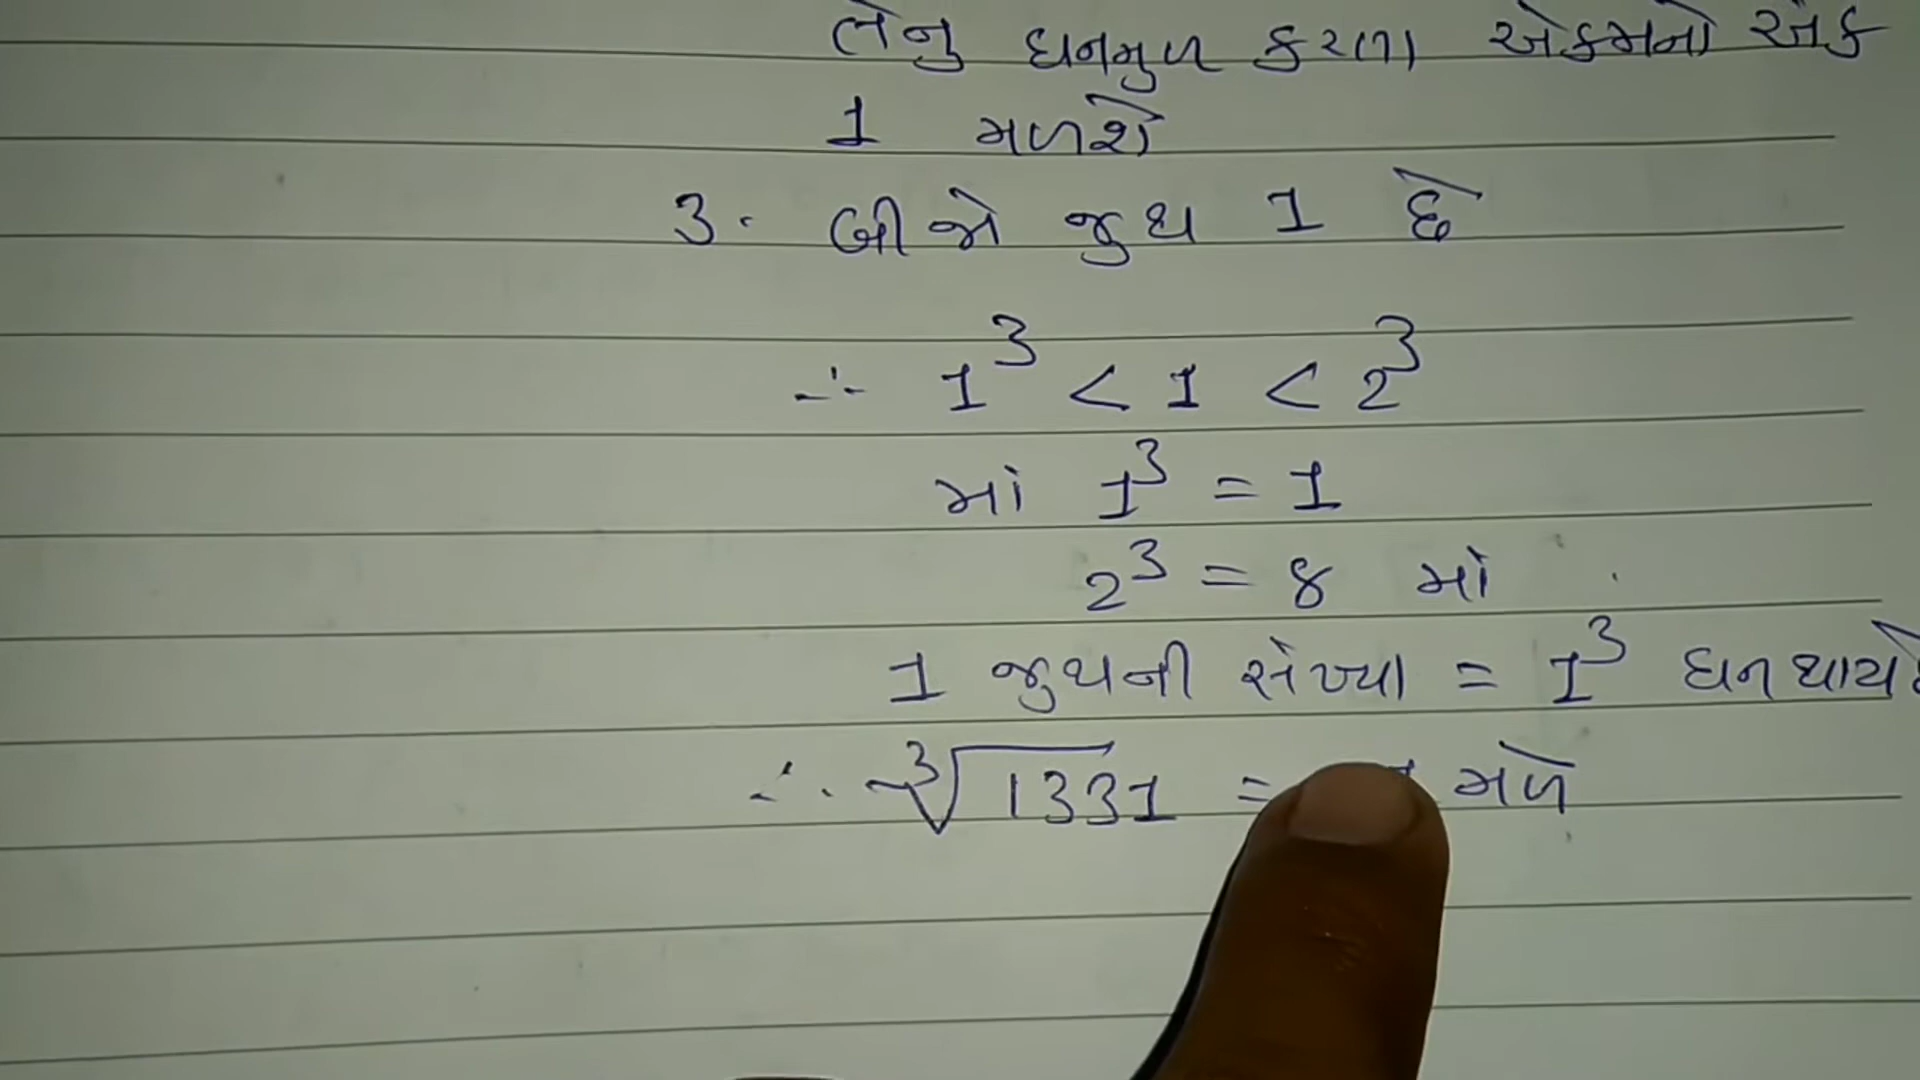 તેનુ ઘનમુળ કરતા એકમનો અંક
1 મળશે
3. બીજો જુથ 1 છે
∴ 1³ < 1 < 2³
માં 1³ = 1
2³ = 8 માં
1 જુથની સંખ્યા = 1³ ઘન થાય
∴ ∛1331 = મળે